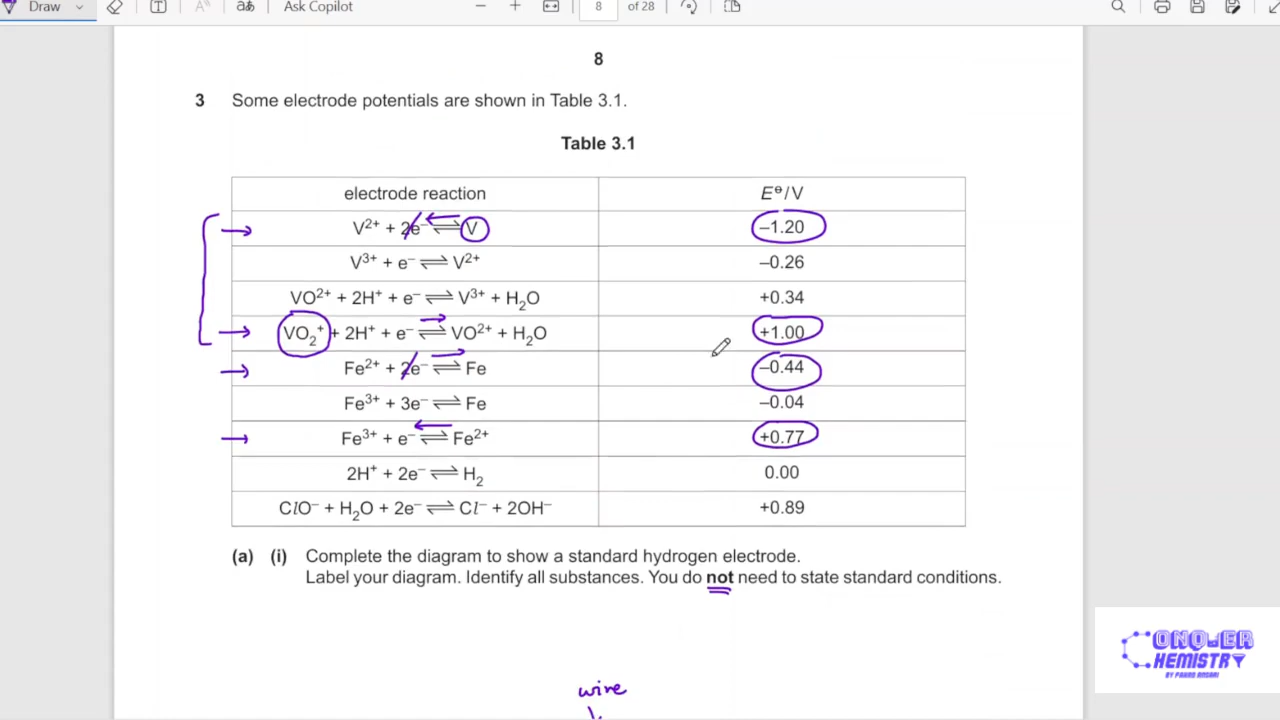 Draw
Ask Copilot
8
of 28
8
3 Some electrode potentials are shown in Table 3.1.
Table 3.1
electrode reaction E⦵/V
V²⁺ + 2e⁻ ⇌ V –1.20
V³⁺ + e⁻ ⇌ V²⁺ –0.26
VO²⁺ + 2H⁺ + e⁻ ⇌ V³⁺ + H₂O +0.34
VO₂⁺ + 2H⁺ + e⁻ ⇌ VO²⁺ + H₂O +1.00
Fe²⁺ + 2e⁻ ⇌ Fe –0.44
Fe³⁺ + 3e⁻ ⇌ Fe –0.04
Fe³⁺ + e⁻ ⇌ Fe²⁺ +0.77
2H⁺ + 2e⁻ ⇌ H₂ 0.00
ClO⁻ + H₂O + 2e⁻ ⇌ Cl⁻ + 2OH⁻ +0.89
(a) (i) Complete the diagram to show a standard hydrogen electrode.
Label your diagram. Identify all substances. You do not need to state standard conditions.
wire
CONQUER
CHEMISTRY